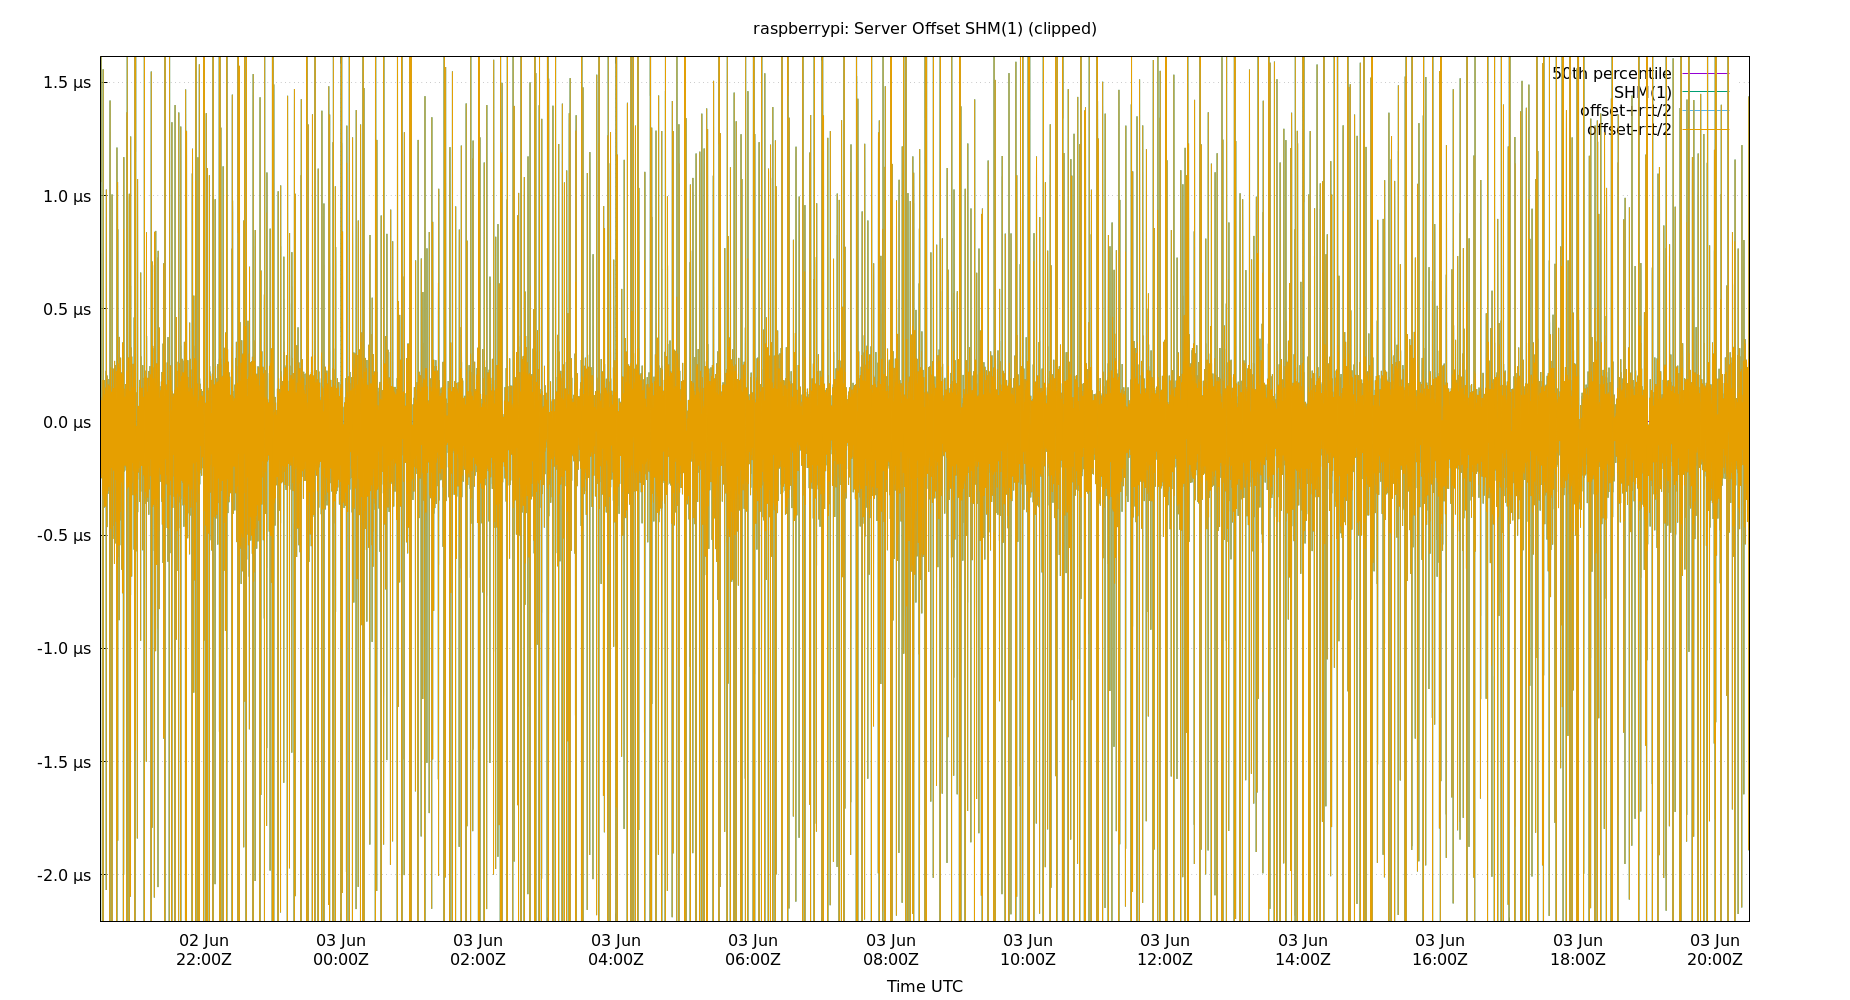 raspberrypi: Server Offset SHM(1) (clipped)
50th percentile
SHM(1)
offset+rtt/2
offset-rtt/2
1.5 µs
1.0 µs
0.5 µs
0.0 µs
-0.5 µs
-1.0 µs
-1.5 µs
-2.0 µs
02 Jun 03 Jun 03 Jun 03 Jun 03 Jun 03 Jun 03 Jun 03 Jun 03 Jun 03 Jun 03 Jun 03 Jun
22:00Z 00:00Z 02:00Z 04:00Z 06:00Z 08:00Z 10:00Z 12:00Z 14:00Z 16:00Z 18:00Z 20:00Z
Time UTC